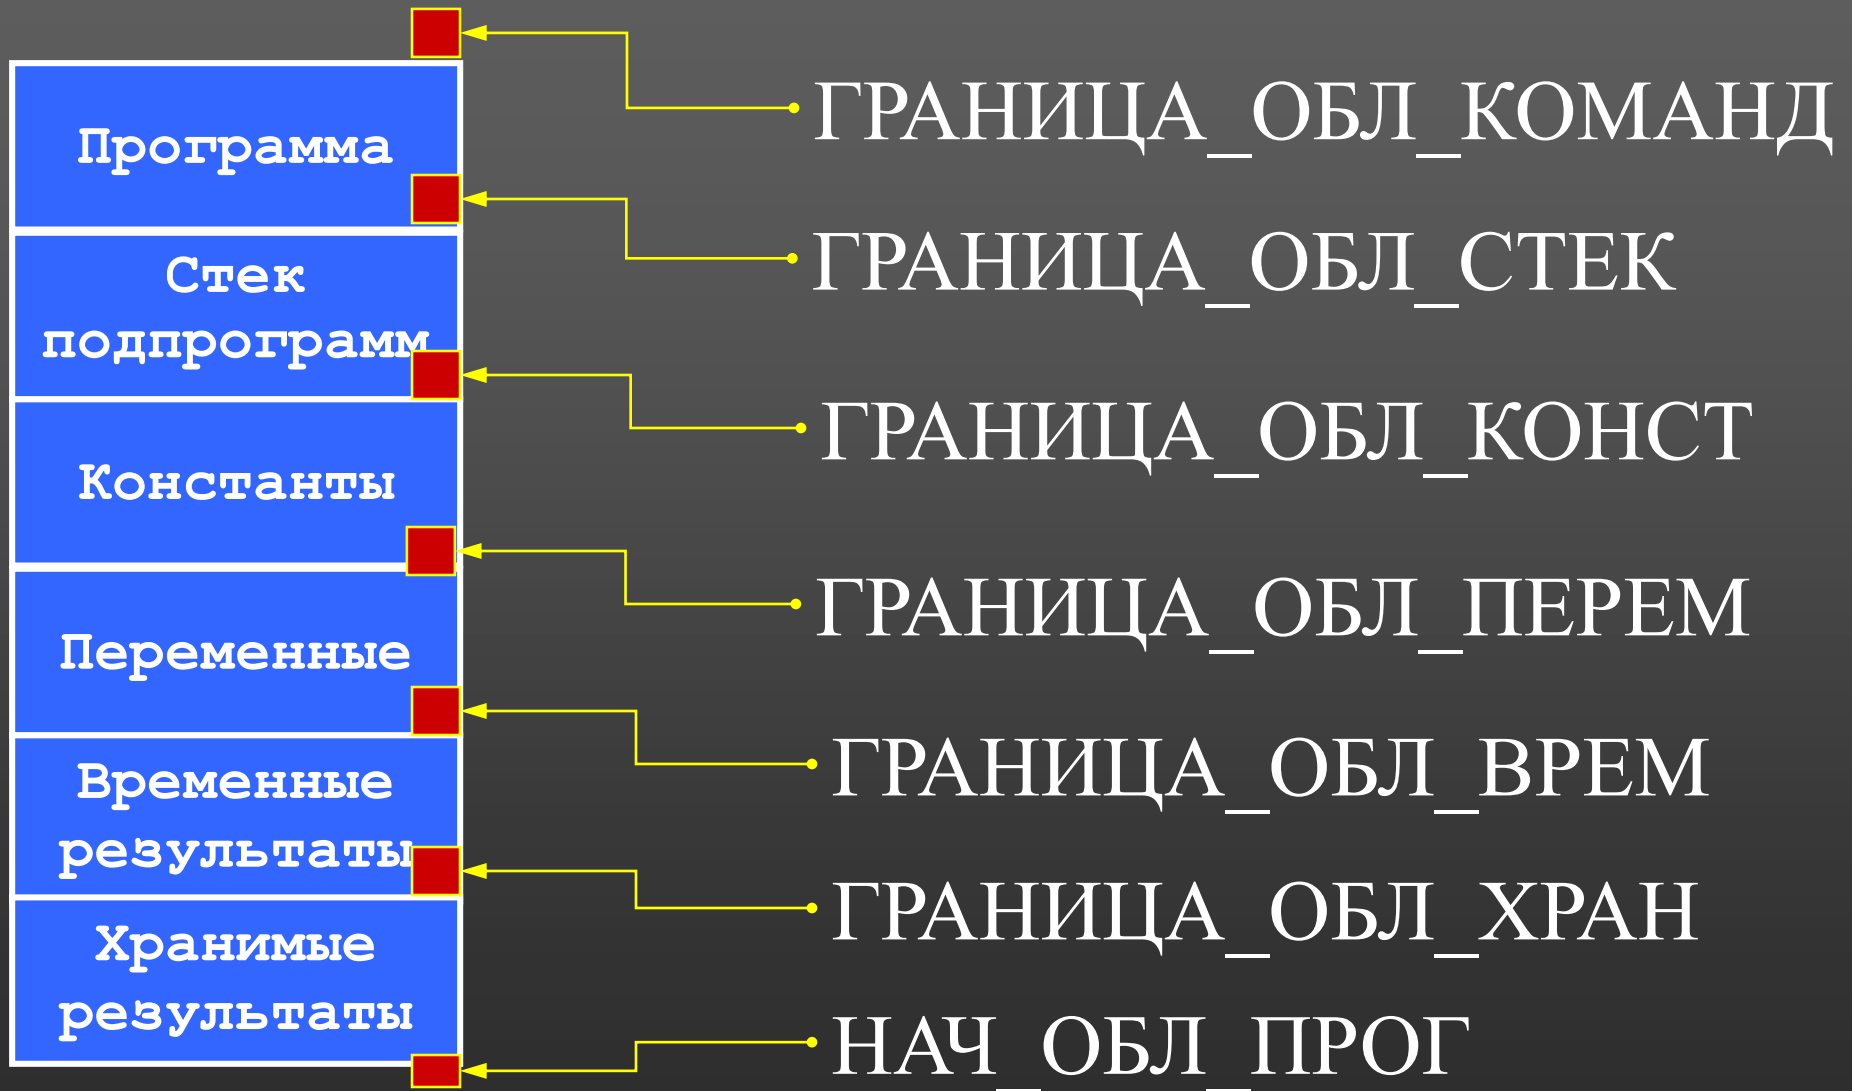 ГРАНИЦА_ОБЛ_КОМАНД
Программа
ГРАНИЦА_ОБЛ_СТЕК
Стек
подпрограмм
ГРАНИЦА_ОБЛ_КОНСТ
Константы
ГРАНИЦА_ОБЛ_ПЕРЕМ
Переменные
ГРАНИЦА_ОБЛ_ВРЕМ
Временные
результаты
ГРАНИЦА_ОБЛ_ХРАН
Хранимые
результаты
НАЧ_ОБЛ_ПРОГ